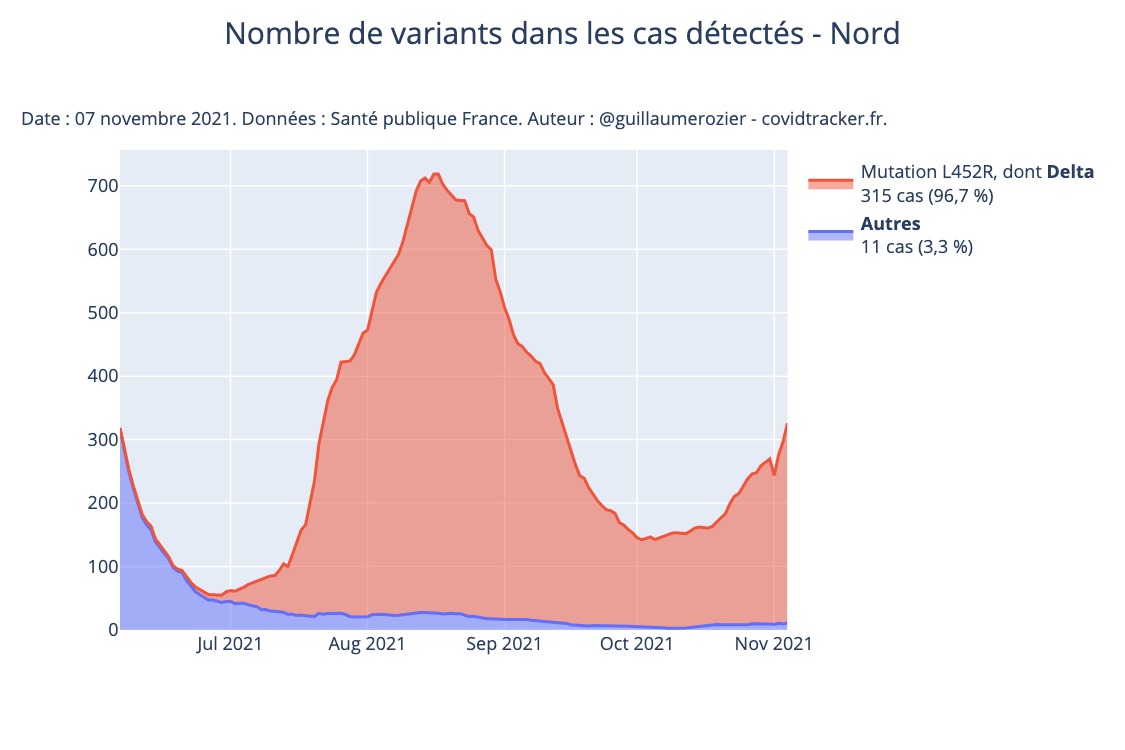 Nombre de variants dans les cas détectés - Nord
Date : 07 novembre 2021. Données : Santé publique France. Auteur : @guillaumerozier - covidtracker.fr.
Mutation L452R, dont Delta
315 cas (96,7 %)
Autres
11 cas (3,3 %)
700
600
500
400
300
200
100
0
Jul 2021
Aug 2021
Sep 2021
Oct 2021
Nov 2021